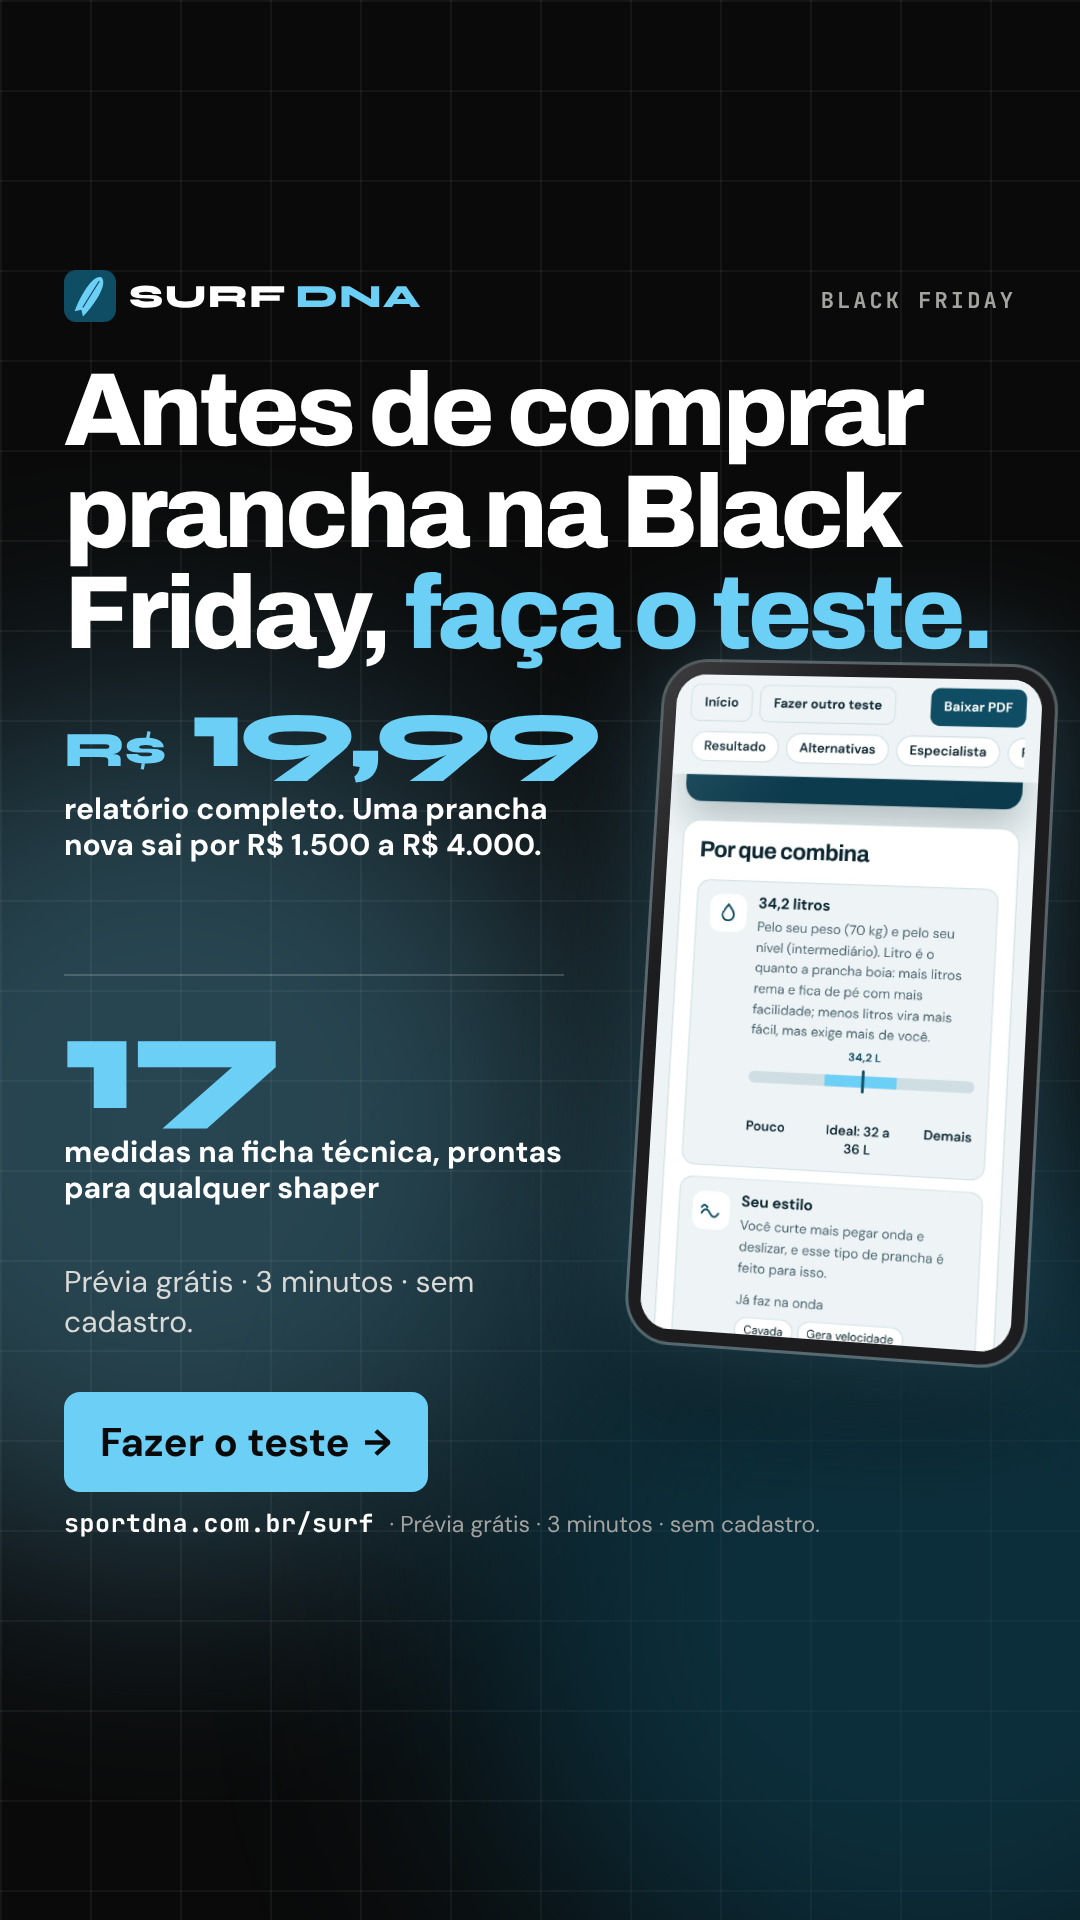 SURF DNA
BLACK FRIDAY
Antes de comprar
prancha na Black
Friday, faça o teste.
R$ 19,99
relatório completo. Uma prancha
nova sai por R$ 1.500 a R$ 4.000.
17
medidas na ficha técnica, prontas
para qualquer shaper
Prévia grátis · 3 minutos · sem
cadastro.
Fazer o teste →
sportdna.com.br/surf · Prévia grátis · 3 minutos · sem cadastro.
Início
Fazer outro teste
Baixar PDF
Resultado
Alternativas
Especialista
Por que combina
34,2 litros
Pelo seu peso (70 kg) e pelo seu
nível (intermediário). Litro é o
quanto a prancha boia: mais litros
rema e fica de pé com mais
facilidade; menos litros vira mais
fácil, mas exige mais de você.
34,2 L
Pouco
Ideal: 32 a
36 L
Demais
Seu estilo
Você curte mais pegar onda e
deslizar, e esse tipo de prancha é
feito para isso.
Já faz na onda
Cavada
Gera velocidade